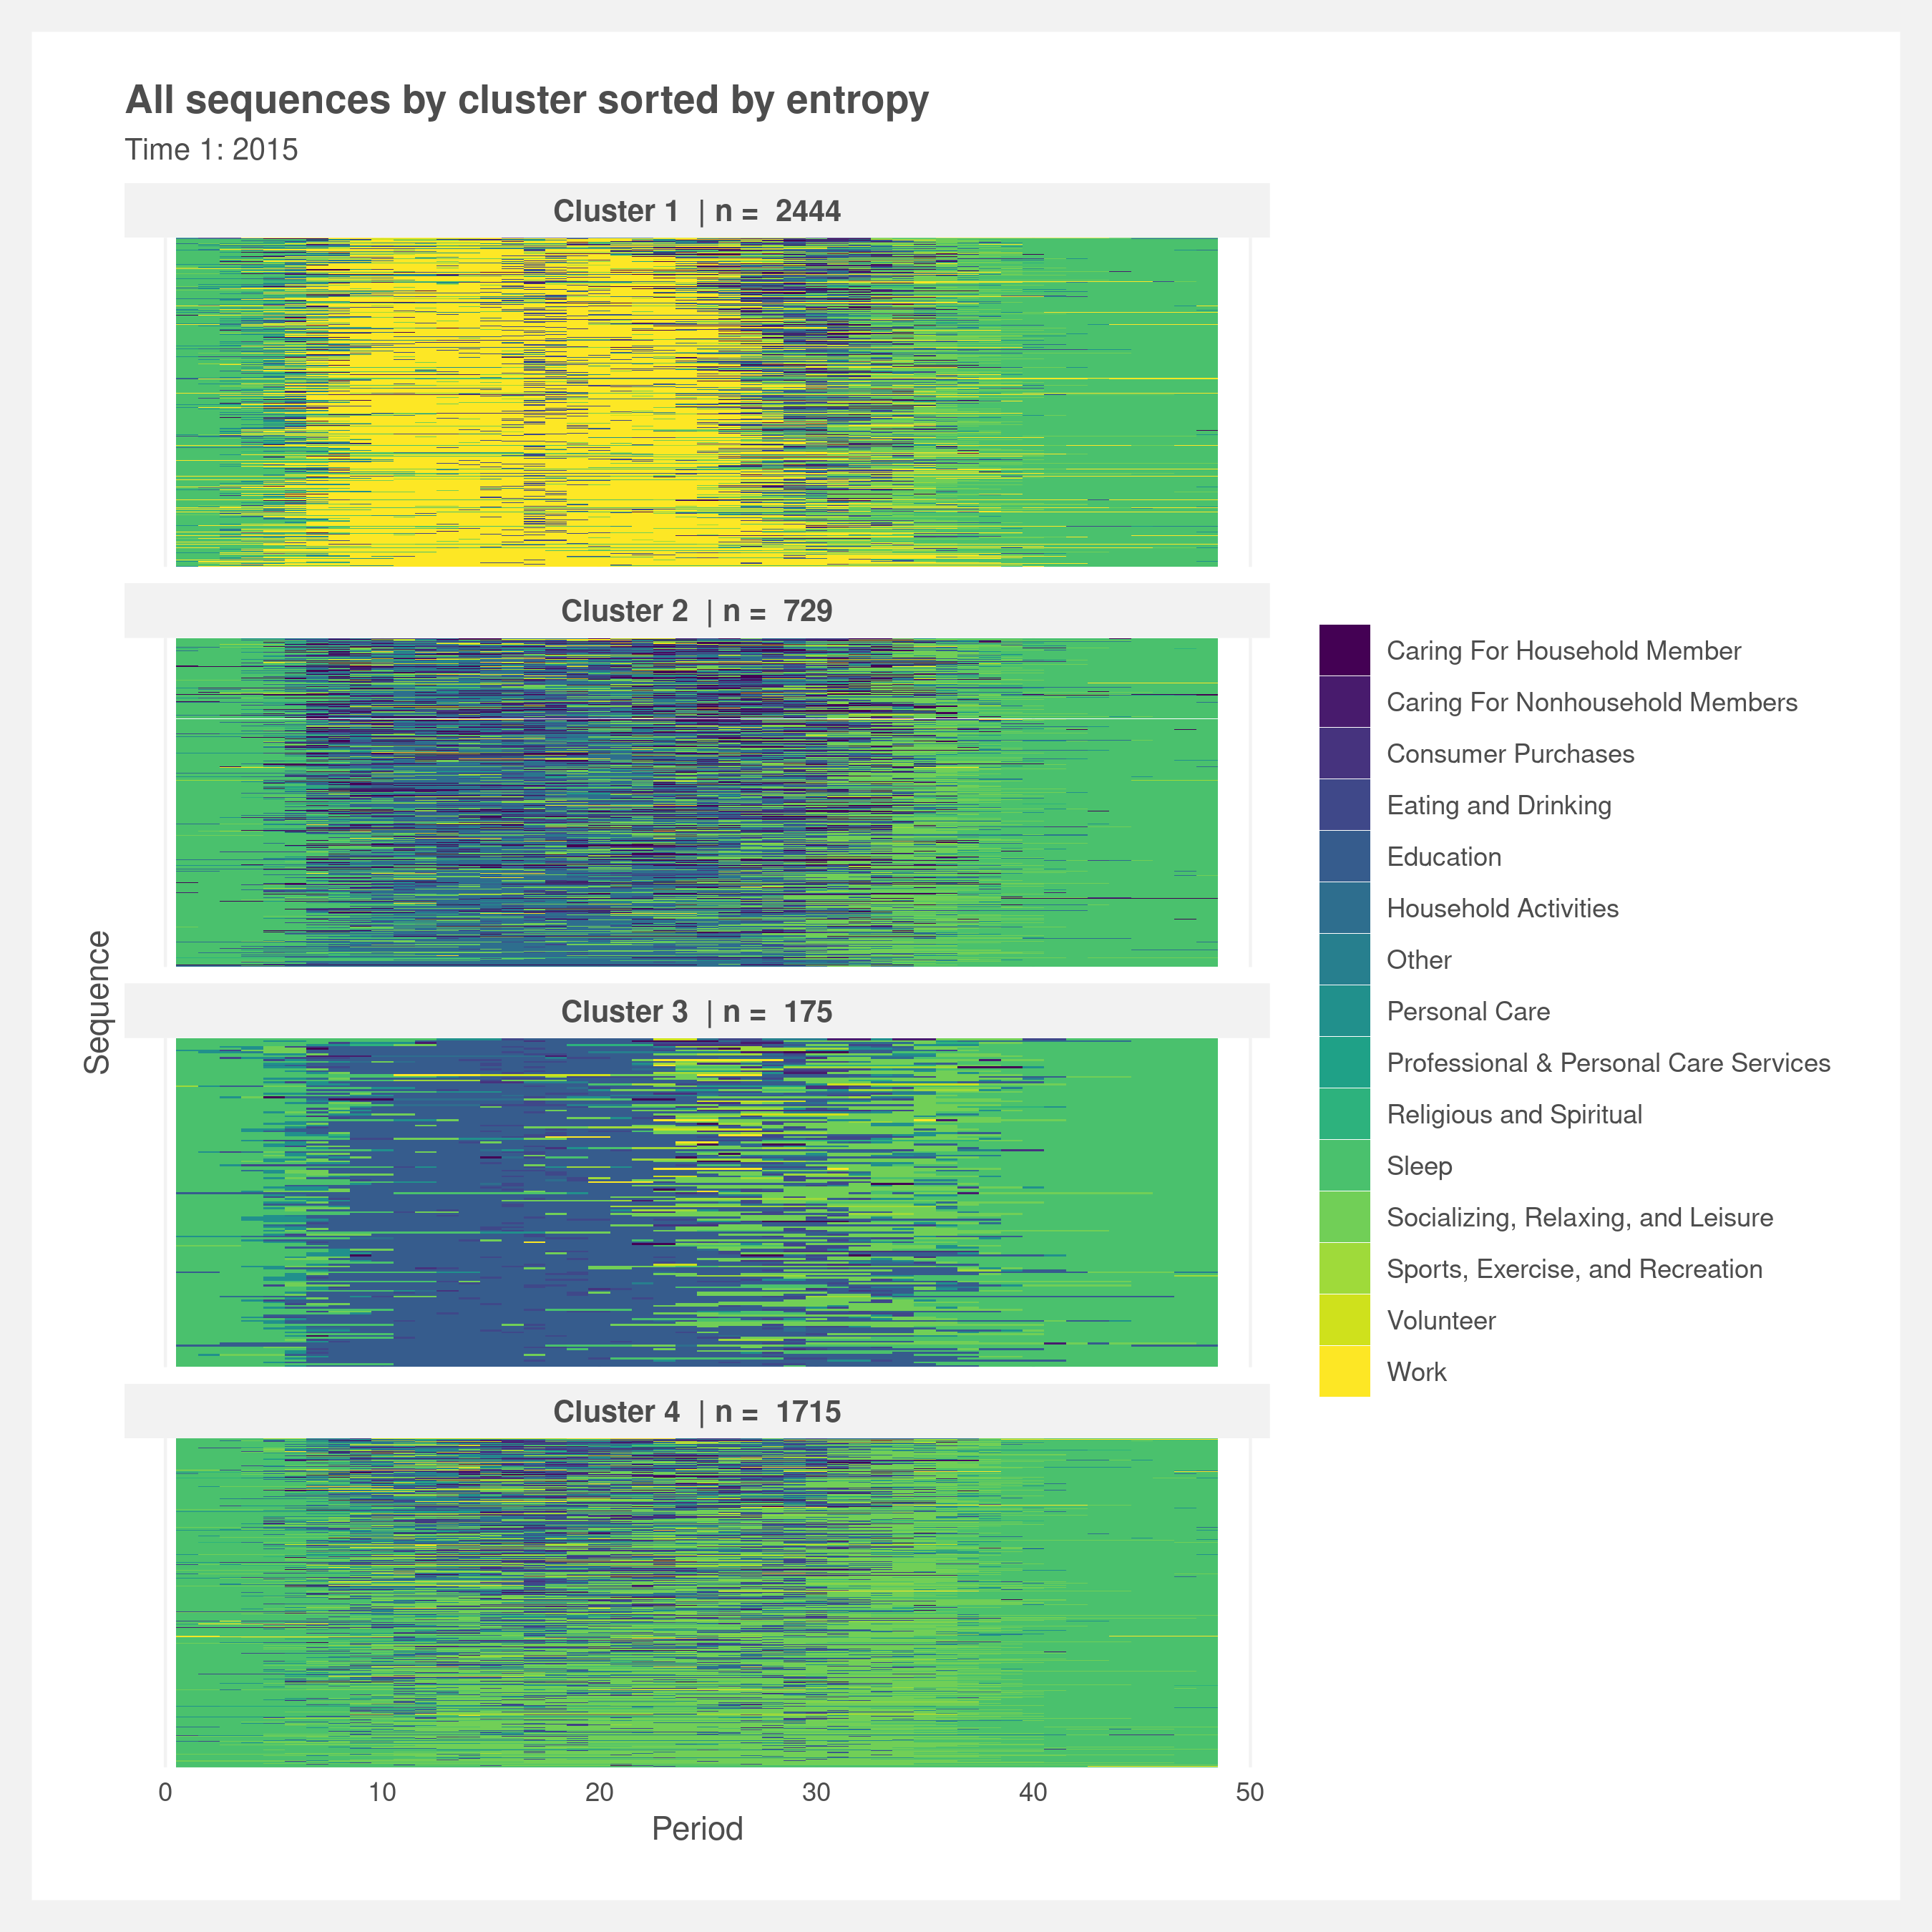 All sequences by cluster sorted by entropy
Time 1: 2015
Cluster 1 | n = 2444
Cluster 2 | n = 729
Cluster 3 | n = 175
Cluster 4 | n = 1715
Sequence
0 10 20 30 40 50
Period
Caring For Household Member
Caring For Nonhousehold Members
Consumer Purchases
Eating and Drinking
Education
Household Activities
Other
Personal Care
Professional & Personal Care Services
Religious and Spiritual
Sleep
Socializing, Relaxing, and Leisure
Sports, Exercise, and Recreation
Volunteer
Work